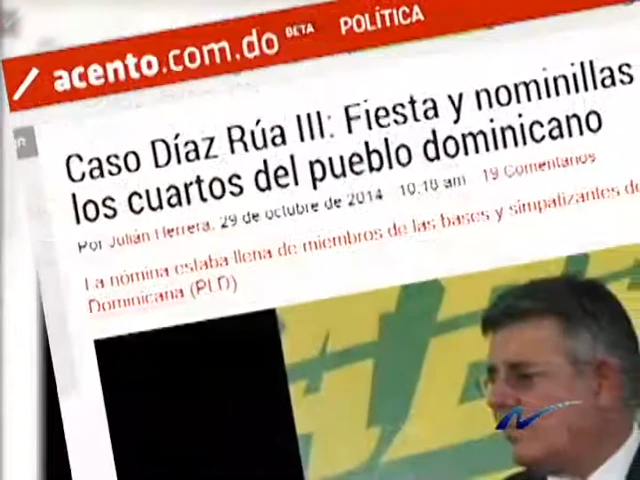 acento.com.do BETA POLÍTICA
Caso Díaz Rúa III: Fiesta y nominillas
los cuartos del pueblo dominicano
Por Julián Herrera, 29 de octubre de 2014 10:18 am 19 Comentarios
La nómina estaba llena de miembros de las bases y simpatizantes de
Dominicana (PLD)